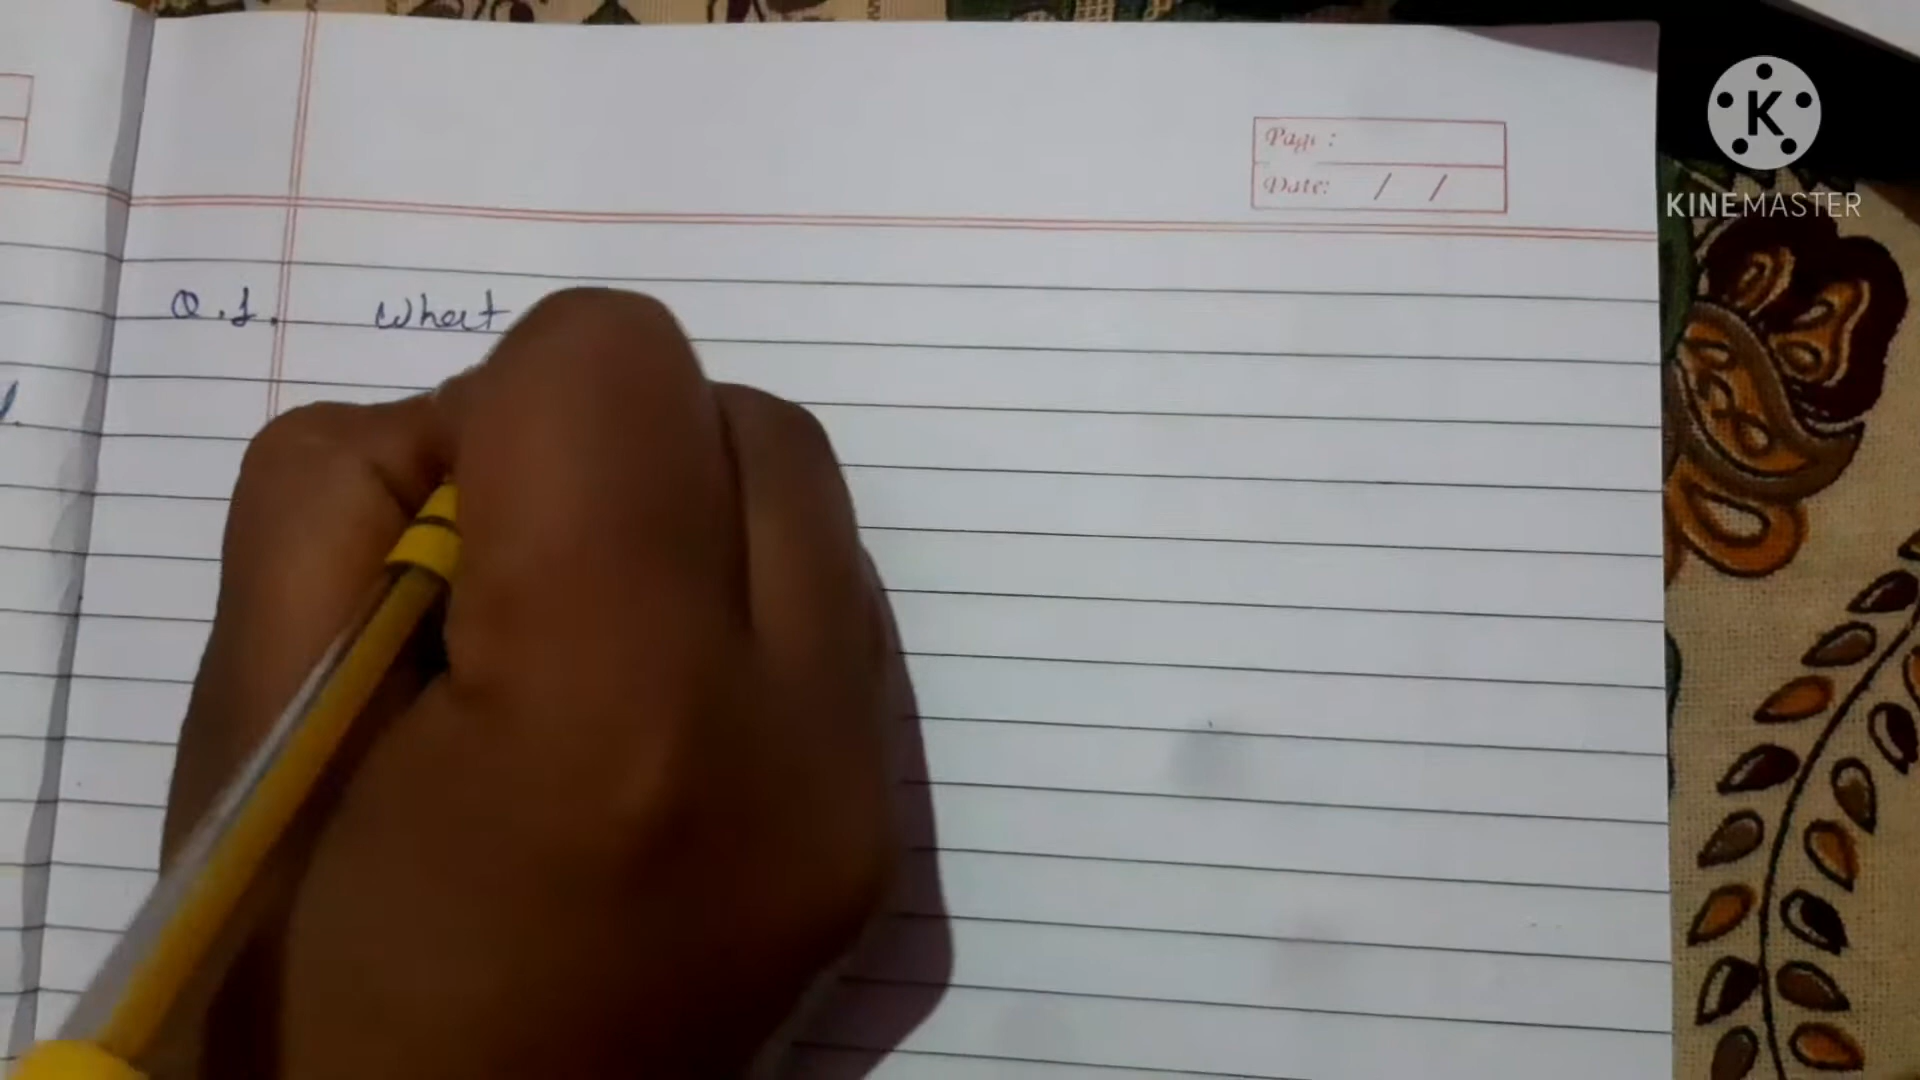 K
KINEMASTER
Page :
Date: / /
Q.1. What